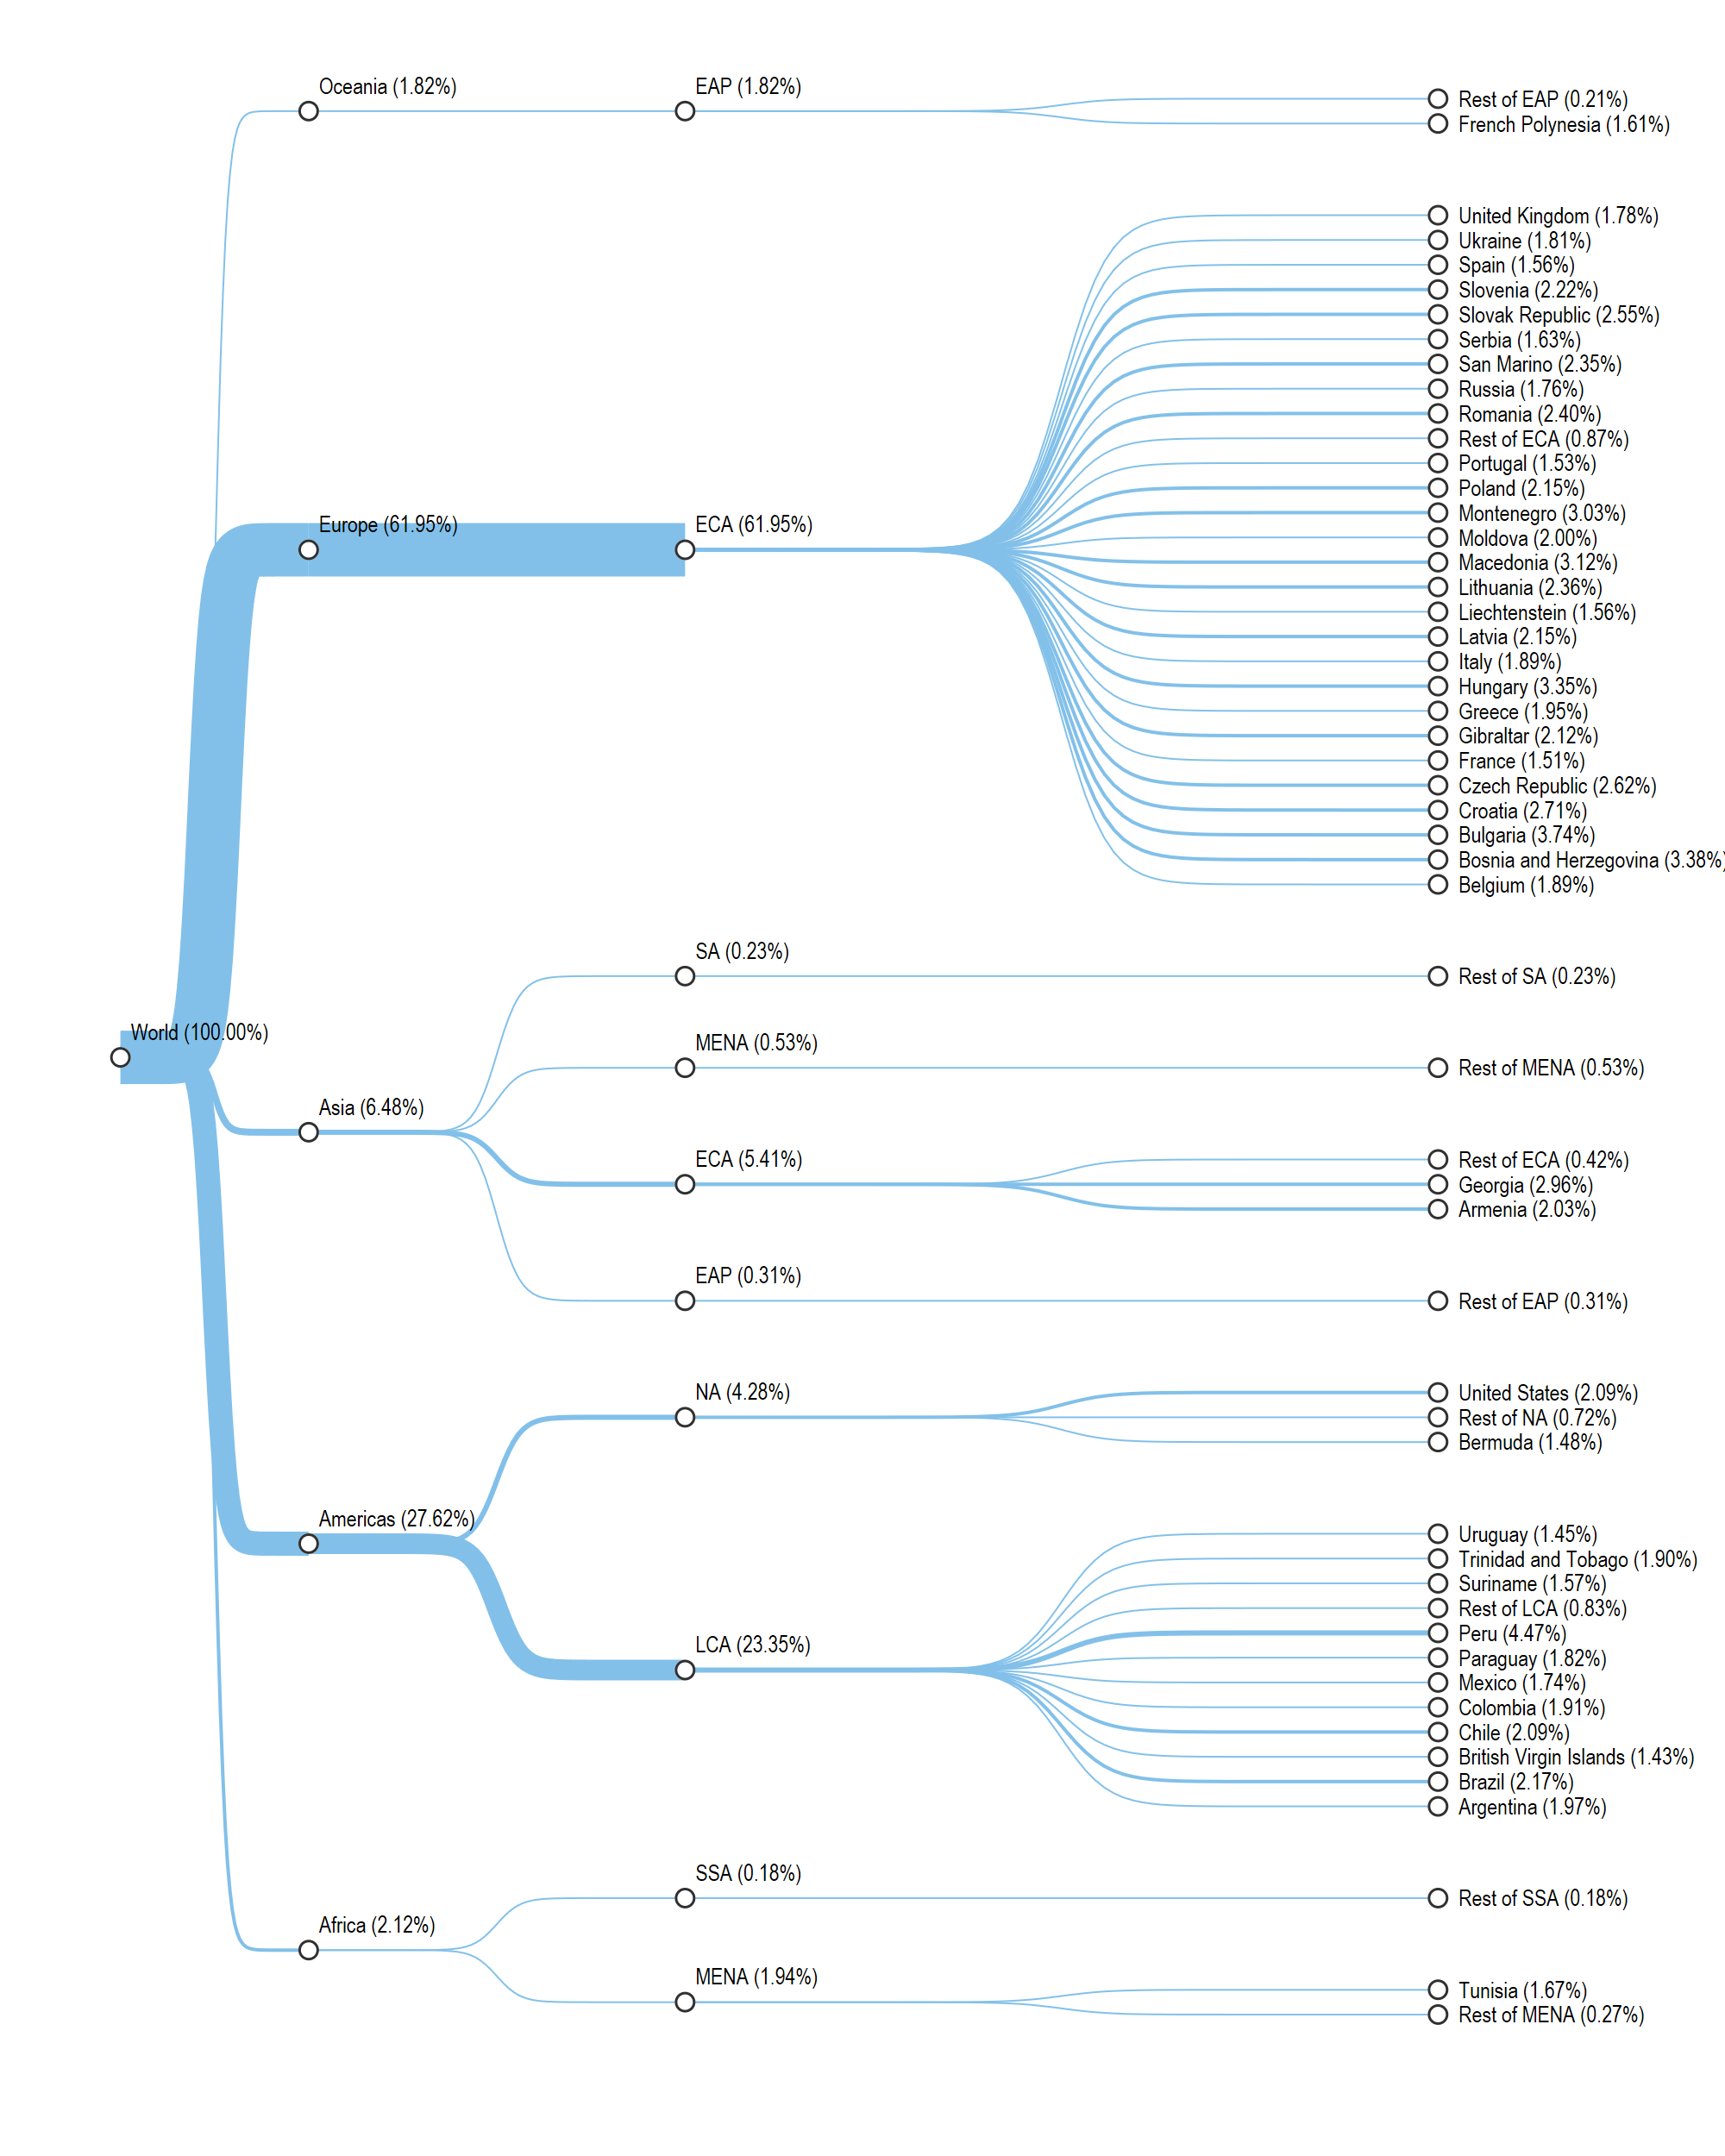 World (100.00%)
Oceania (1.82%)
EAP (1.82%)
Rest of EAP (0.21%)
French Polynesia (1.61%)
Europe (61.95%)
ECA (61.95%)
United Kingdom (1.78%)
Ukraine (1.81%)
Spain (1.56%)
Slovenia (2.22%)
Slovak Republic (2.55%)
Serbia (1.63%)
San Marino (2.35%)
Russia (1.76%)
Romania (2.40%)
Rest of ECA (0.87%)
Portugal (1.53%)
Poland (2.15%)
Montenegro (3.03%)
Moldova (2.00%)
Macedonia (3.12%)
Lithuania (2.36%)
Liechtenstein (1.56%)
Latvia (2.15%)
Italy (1.89%)
Hungary (3.35%)
Greece (1.95%)
Gibraltar (2.12%)
France (1.51%)
Czech Republic (2.62%)
Croatia (2.71%)
Bulgaria (3.74%)
Bosnia and Herzegovina (3.38%)
Belgium (1.89%)
Asia (6.48%)
SA (0.23%)
Rest of SA (0.23%)
MENA (0.53%)
Rest of MENA (0.53%)
ECA (5.41%)
Rest of ECA (0.42%)
Georgia (2.96%)
Armenia (2.03%)
EAP (0.31%)
Rest of EAP (0.31%)
Americas (27.62%)
NA (4.28%)
United States (2.09%)
Rest of NA (0.72%)
Bermuda (1.48%)
LCA (23.35%)
Uruguay (1.45%)
Trinidad and Tobago (1.90%)
Suriname (1.57%)
Rest of LCA (0.83%)
Peru (4.47%)
Paraguay (1.82%)
Mexico (1.74%)
Colombia (1.91%)
Chile (2.09%)
British Virgin Islands (1.43%)
Brazil (2.17%)
Argentina (1.97%)
Africa (2.12%)
SSA (0.18%)
Rest of SSA (0.18%)
MENA (1.94%)
Tunisia (1.67%)
Rest of MENA (0.27%)